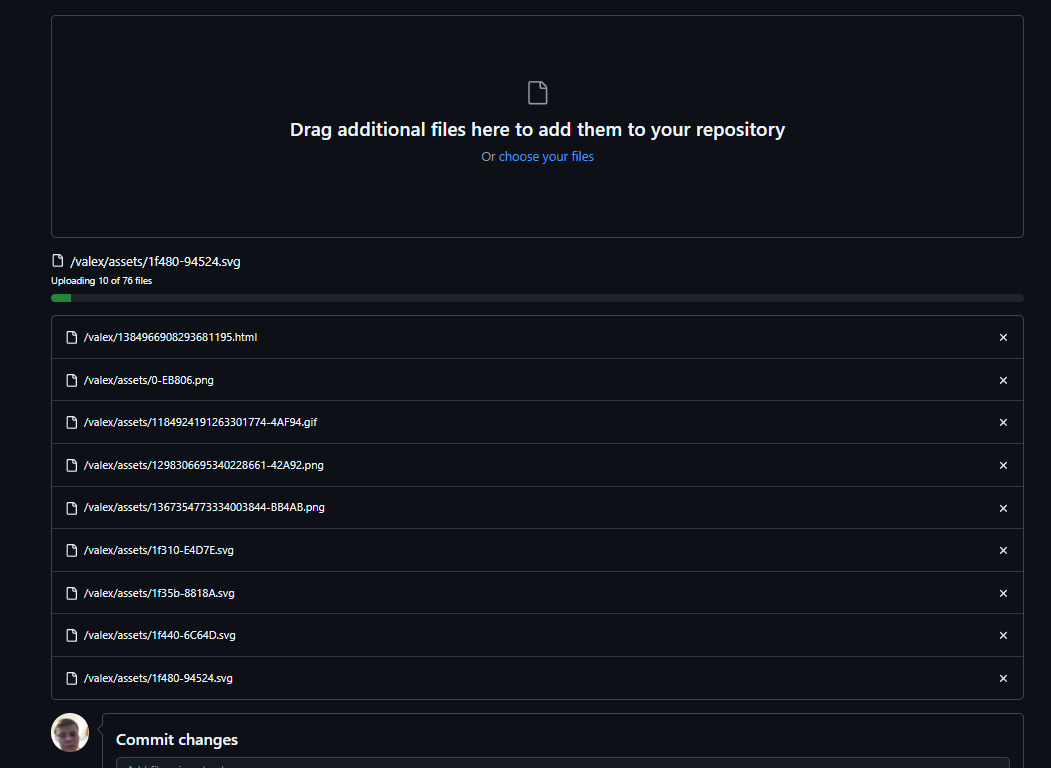 Drag additional files here to add them to your repository
Or choose your files
/valex/assets/1f480-94524.svg
Uploading 10 of 76 files
/valex/1384966908293681195.html
/valex/assets/0-EB806.png
/valex/assets/1184924191263301774-4AF94.gif
/valex/assets/1298306695340228661-42A92.png
/valex/assets/1367354773334003844-BB4AB.png
/valex/assets/1f310-E4D7E.svg
/valex/assets/1f35b-8818A.svg
/valex/assets/1f440-6C64D.svg
/valex/assets/1f480-94524.svg
Commit changes